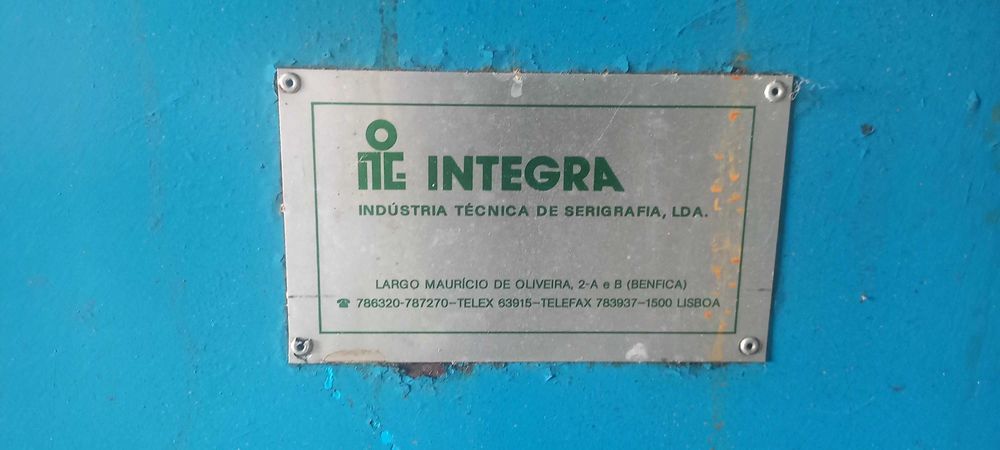 INTEGRA
INDÚSTRIA TÉCNICA DE SERIGRAFIA, LDA.
LARGO MAURÍCIO DE OLIVEIRA, 2-A e B (BENFICA)
☎ 786320-787270-TELEX 63915-TELEFAX 783937-1500 LISBOA